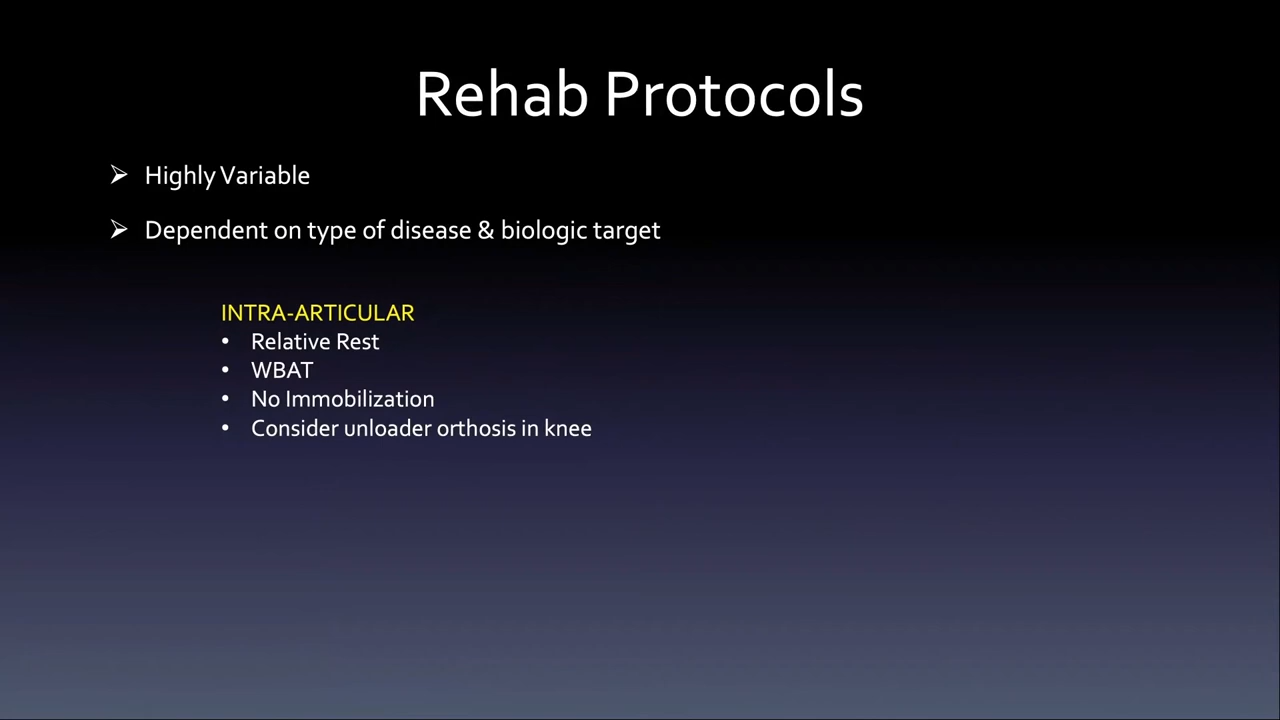 Rehab Protocols
➢ Highly Variable
➢ Dependent on type of disease & biologic target
INTRA-ARTICULAR
• Relative Rest
• WBAT
• No Immobilization
• Consider unloader orthosis in knee